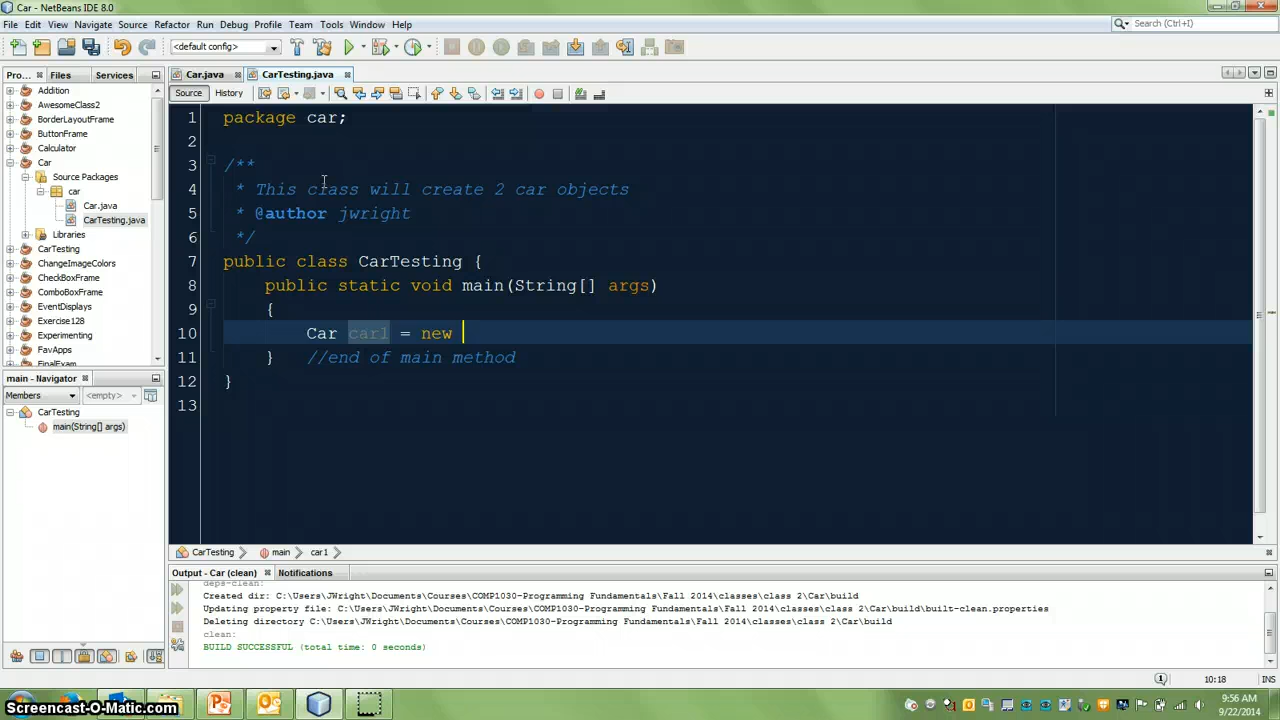 Car - NetBeans IDE 8.0
File Edit View Navigate Source Refactor Run Debug Profile Team Tools Window Help
Search (Ctrl+I)
<default config>
Pro... Files Services
Car.java CarTesting.java
Source History
Addition
AwesomeClass2
BorderLayoutFrame
ButtonFrame
Calculator
Car
Source Packages
car
Car.java
CarTesting.java
Libraries
CarTesting
ChangeImageColors
CheckBoxFrame
ComboBoxFrame
EventDisplays
Exercise128
Experimenting
FavApps
FinalExam
1 package car;
2
3 /**
4 * This class will create 2 car objects
5 * @author jwright
6 */
7 public class CarTesting {
8 public static void main(String[] args)
9 {
10 Car car1 = new
11 } //end of main method
12 }
13
main - Navigator
Members <empty>
CarTesting
main(String[] args)
CarTesting main car1
Output - Car (clean) Notifications
deps-clean:
Created dir: C:\Users\JWright\Documents\Courses\COMP1030-Programming Fundamentals\Fall 2014\classes\class 2\Car\build
Updating property file: C:\Users\JWright\Documents\Courses\COMP1030-Programming Fundamentals\Fall 2014\classes\class 2\Car\build\built-clean.properties
Deleting directory C:\Users\JWright\Documents\Courses\COMP1030-Programming Fundamentals\Fall 2014\classes\class 2\Car\build
clean:
BUILD SUCCESSFUL (total time: 0 seconds)
1 10:18 INS
Screencast-O-Matic.com
9:56 AM
9/22/2014